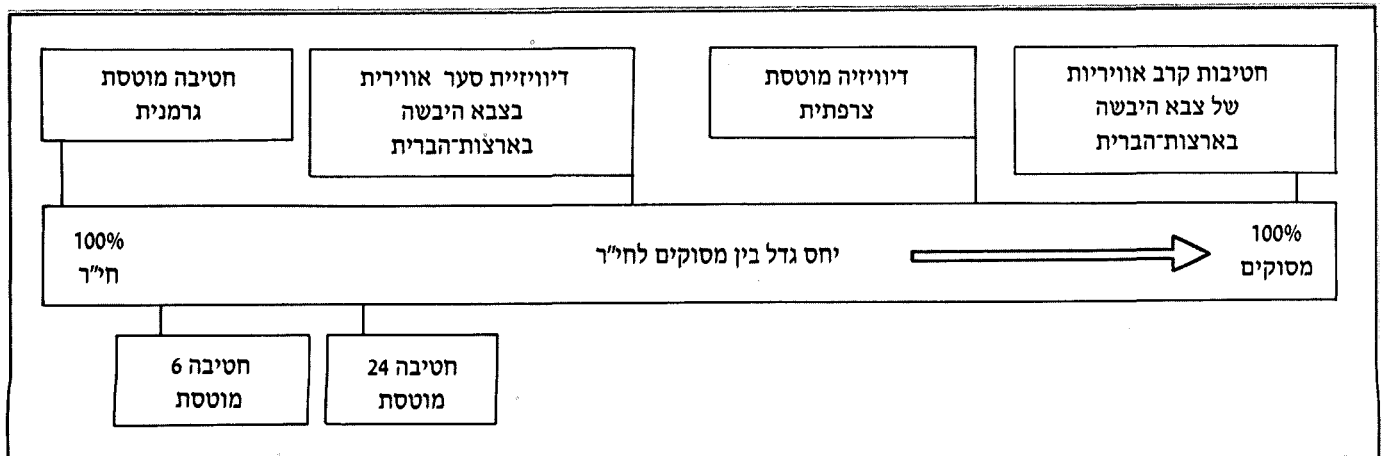 חטיבות קרב אוויריות
של צבא היבשה
בארצות־הברית
דיוויזיה מוטסת
צרפתית
דיוויזיית סער אווירית
בצבא היבשה
בארצות־הברית
חטיבה מוטסת
גרמנית
100%
מסוקים
יחס גדל בין מסוקים לחי"ר
100%
חי"ר
חטיבה 24
מוטסת
חטיבה 6
מוטסת